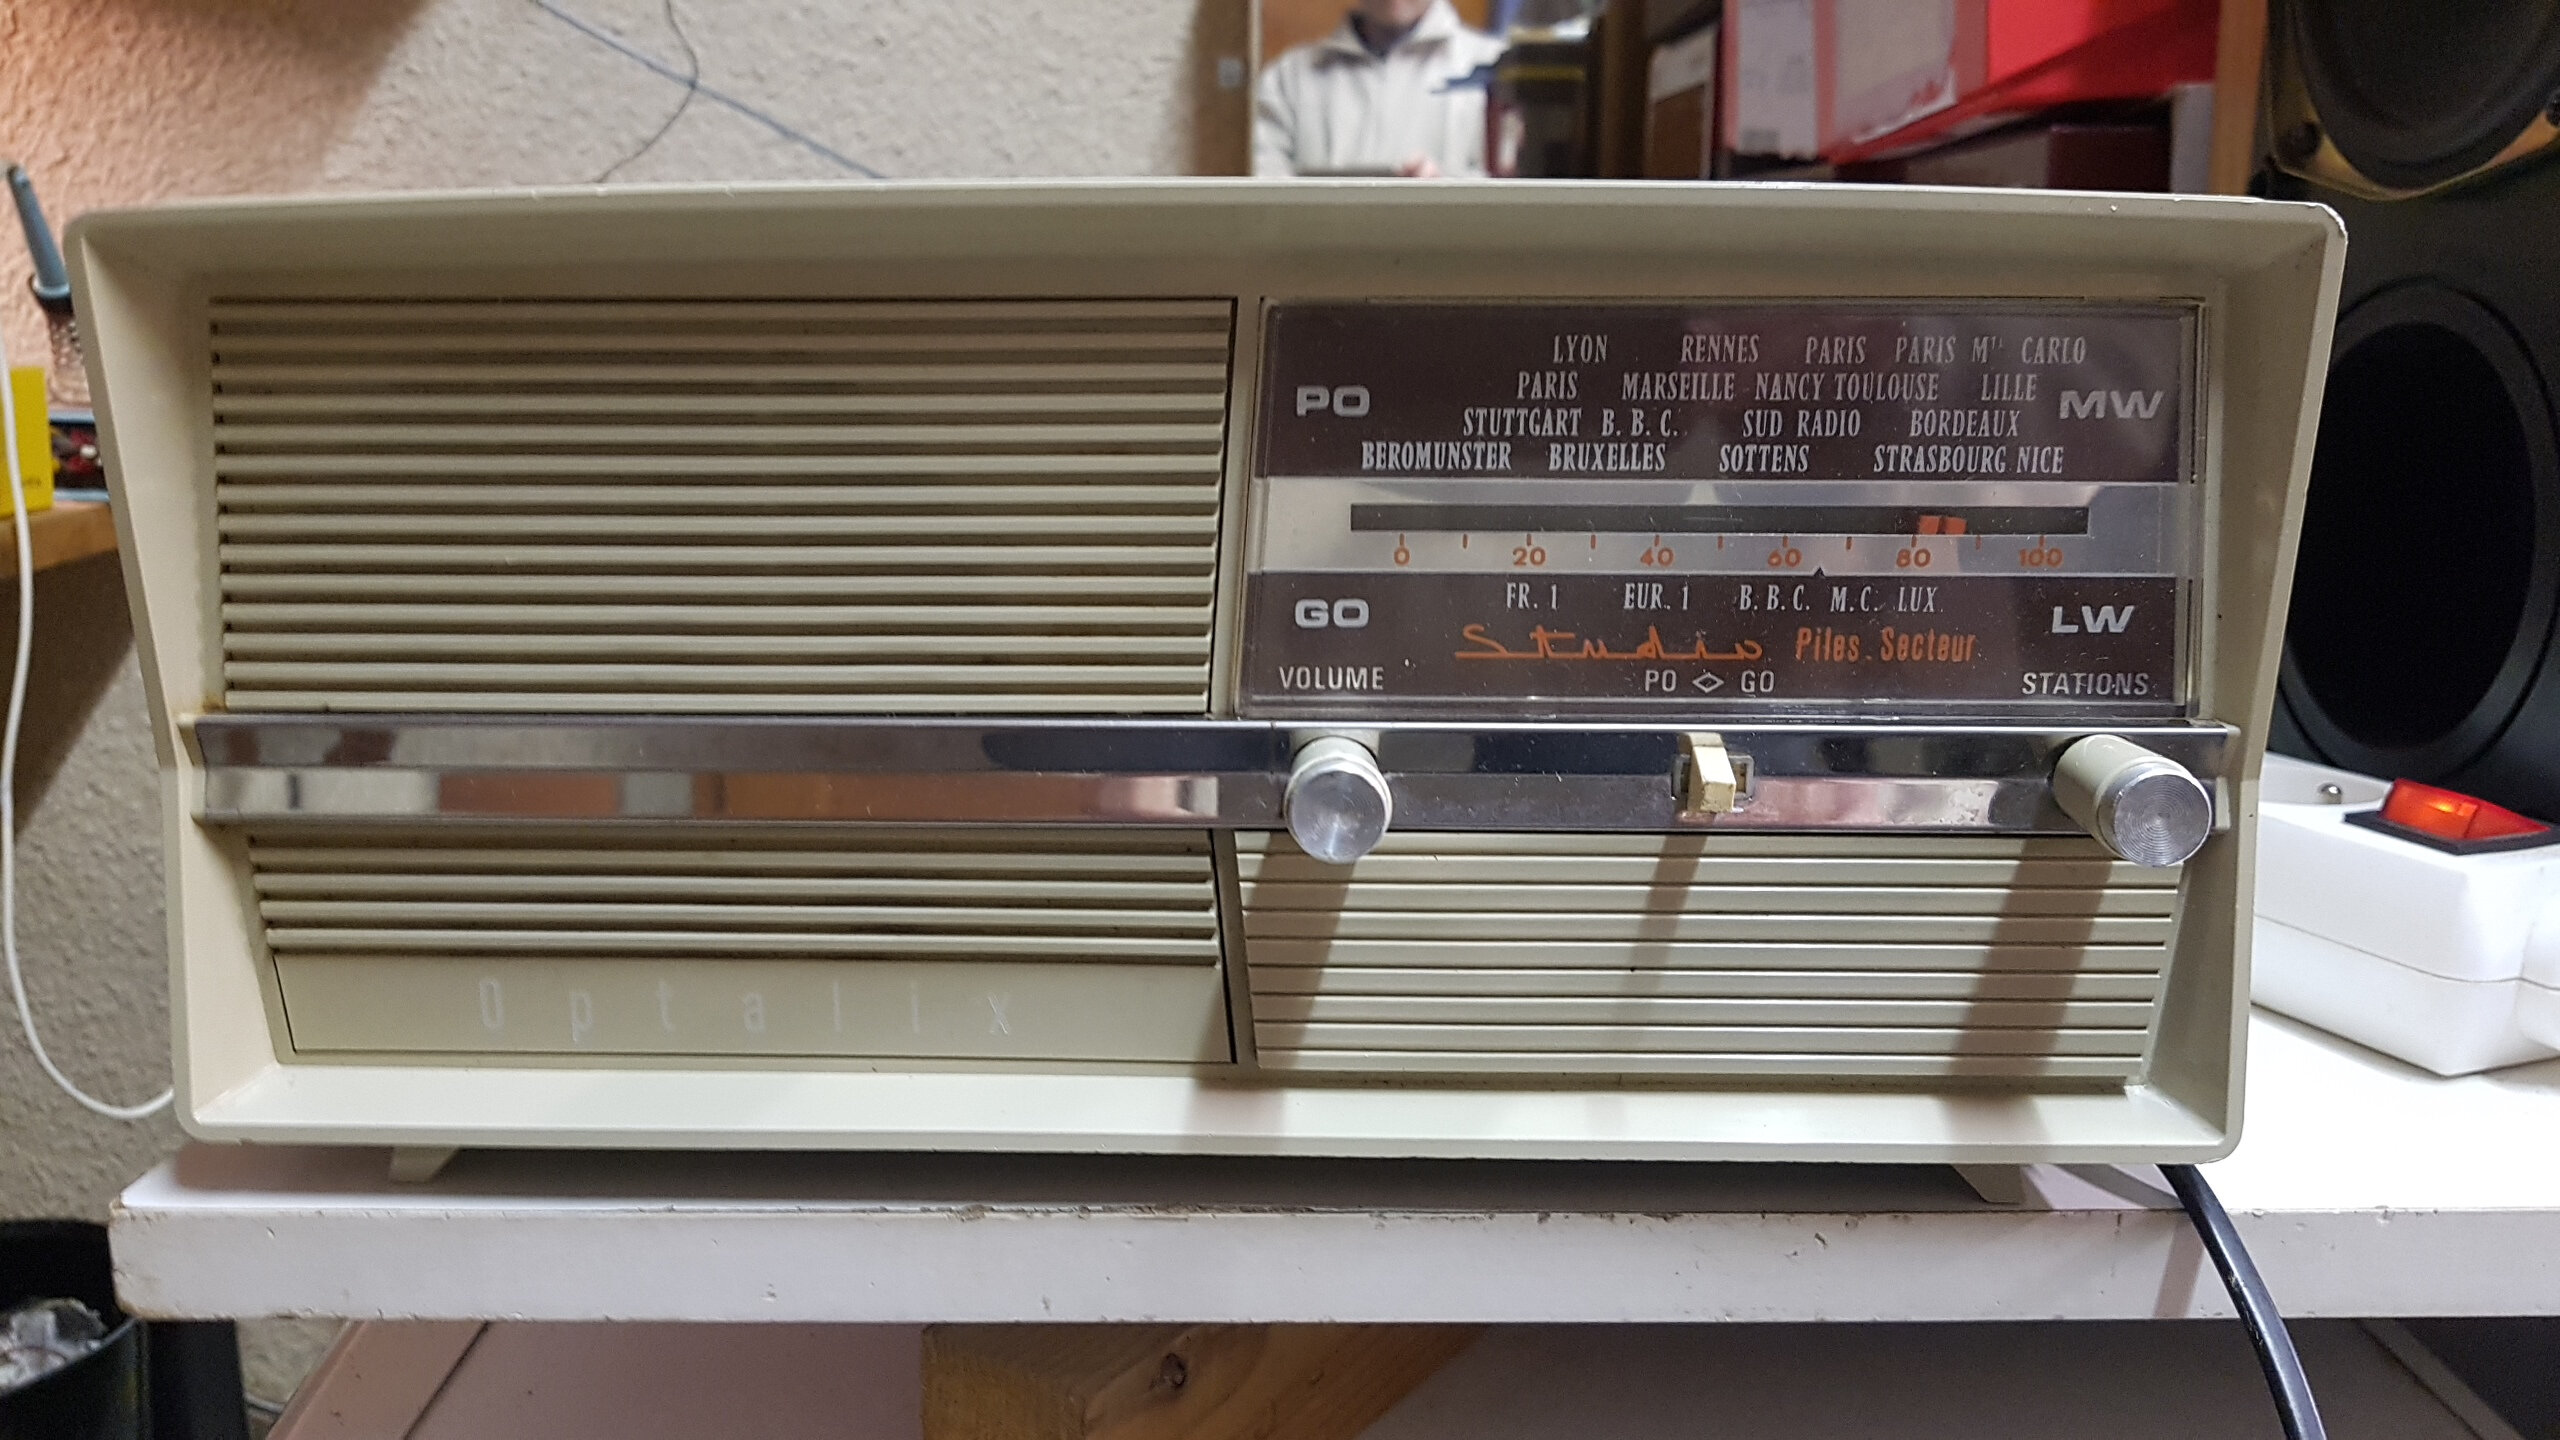 LYON RENNES PARIS PARIS Mᵗᴱ CARLO
PO PARIS MARSEILLE NANCY TOULOUSE LILLE MW
STUTTGART B.B.C. SUD RADIO BORDEAUX
BEROMUNSTER BRUXELLES SOTTENS STRASBOURG NICE
0 20 40 60 80 100
GO FR. 1 EUR. 1 B.B.C. M.C. LUX. LW
Studio Piles.Secteur
VOLUME PO GO STATIONS
Optalix